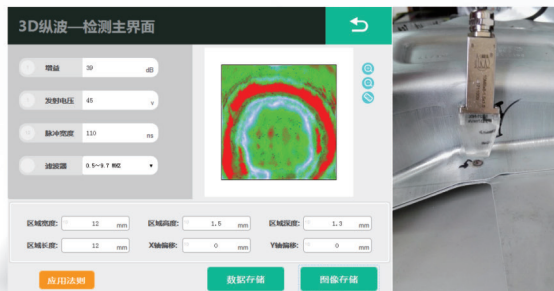 3D纵波—检测主界面
增益 39 dB
发射电压 45 v
脉冲宽度 110 ns
滤波器 0.5~9.7 MHZ
区域宽度: 12 mm 区域高度: 1.5 mm 区域深度: 1.3 mm
区域长度: 12 mm X轴偏移: 0 mm Y轴偏移: 0 mm
应用法则 数据存储 图像存储